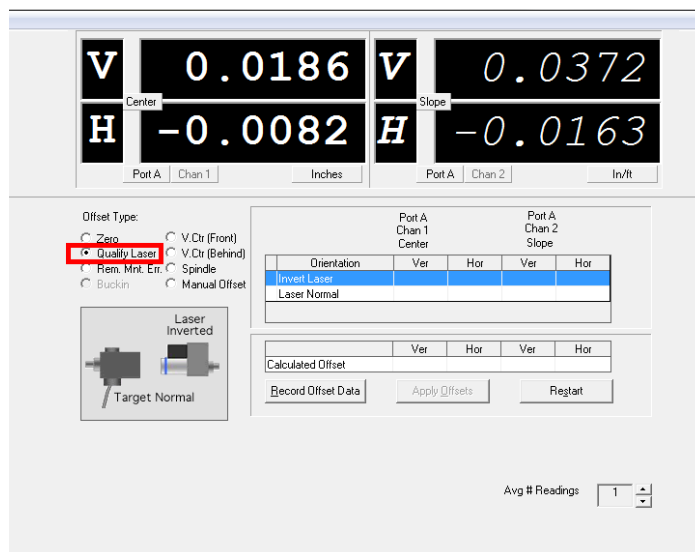 V 0.0186 V 0.0372
Center Slope
H -0.0082 H -0.0163
Port A Chan 1 Inches Port A Chan 2 In/ft
Offset Type:
Zero V.Ctr (Front)
Qualify Laser V.Ctr (Behind)
Rem. Mnt. Err. Spindle
Buckin Manual Offset
Port A Port A
Chan 1 Chan 2
Center Slope
Orientation Ver Hor Ver Hor
Invert Laser
Laser Normal
Laser
Inverted
Target Normal
Ver Hor Ver Hor
Calculated Offset
Record Offset Data Apply Offsets Restart
Avg # Readings 1